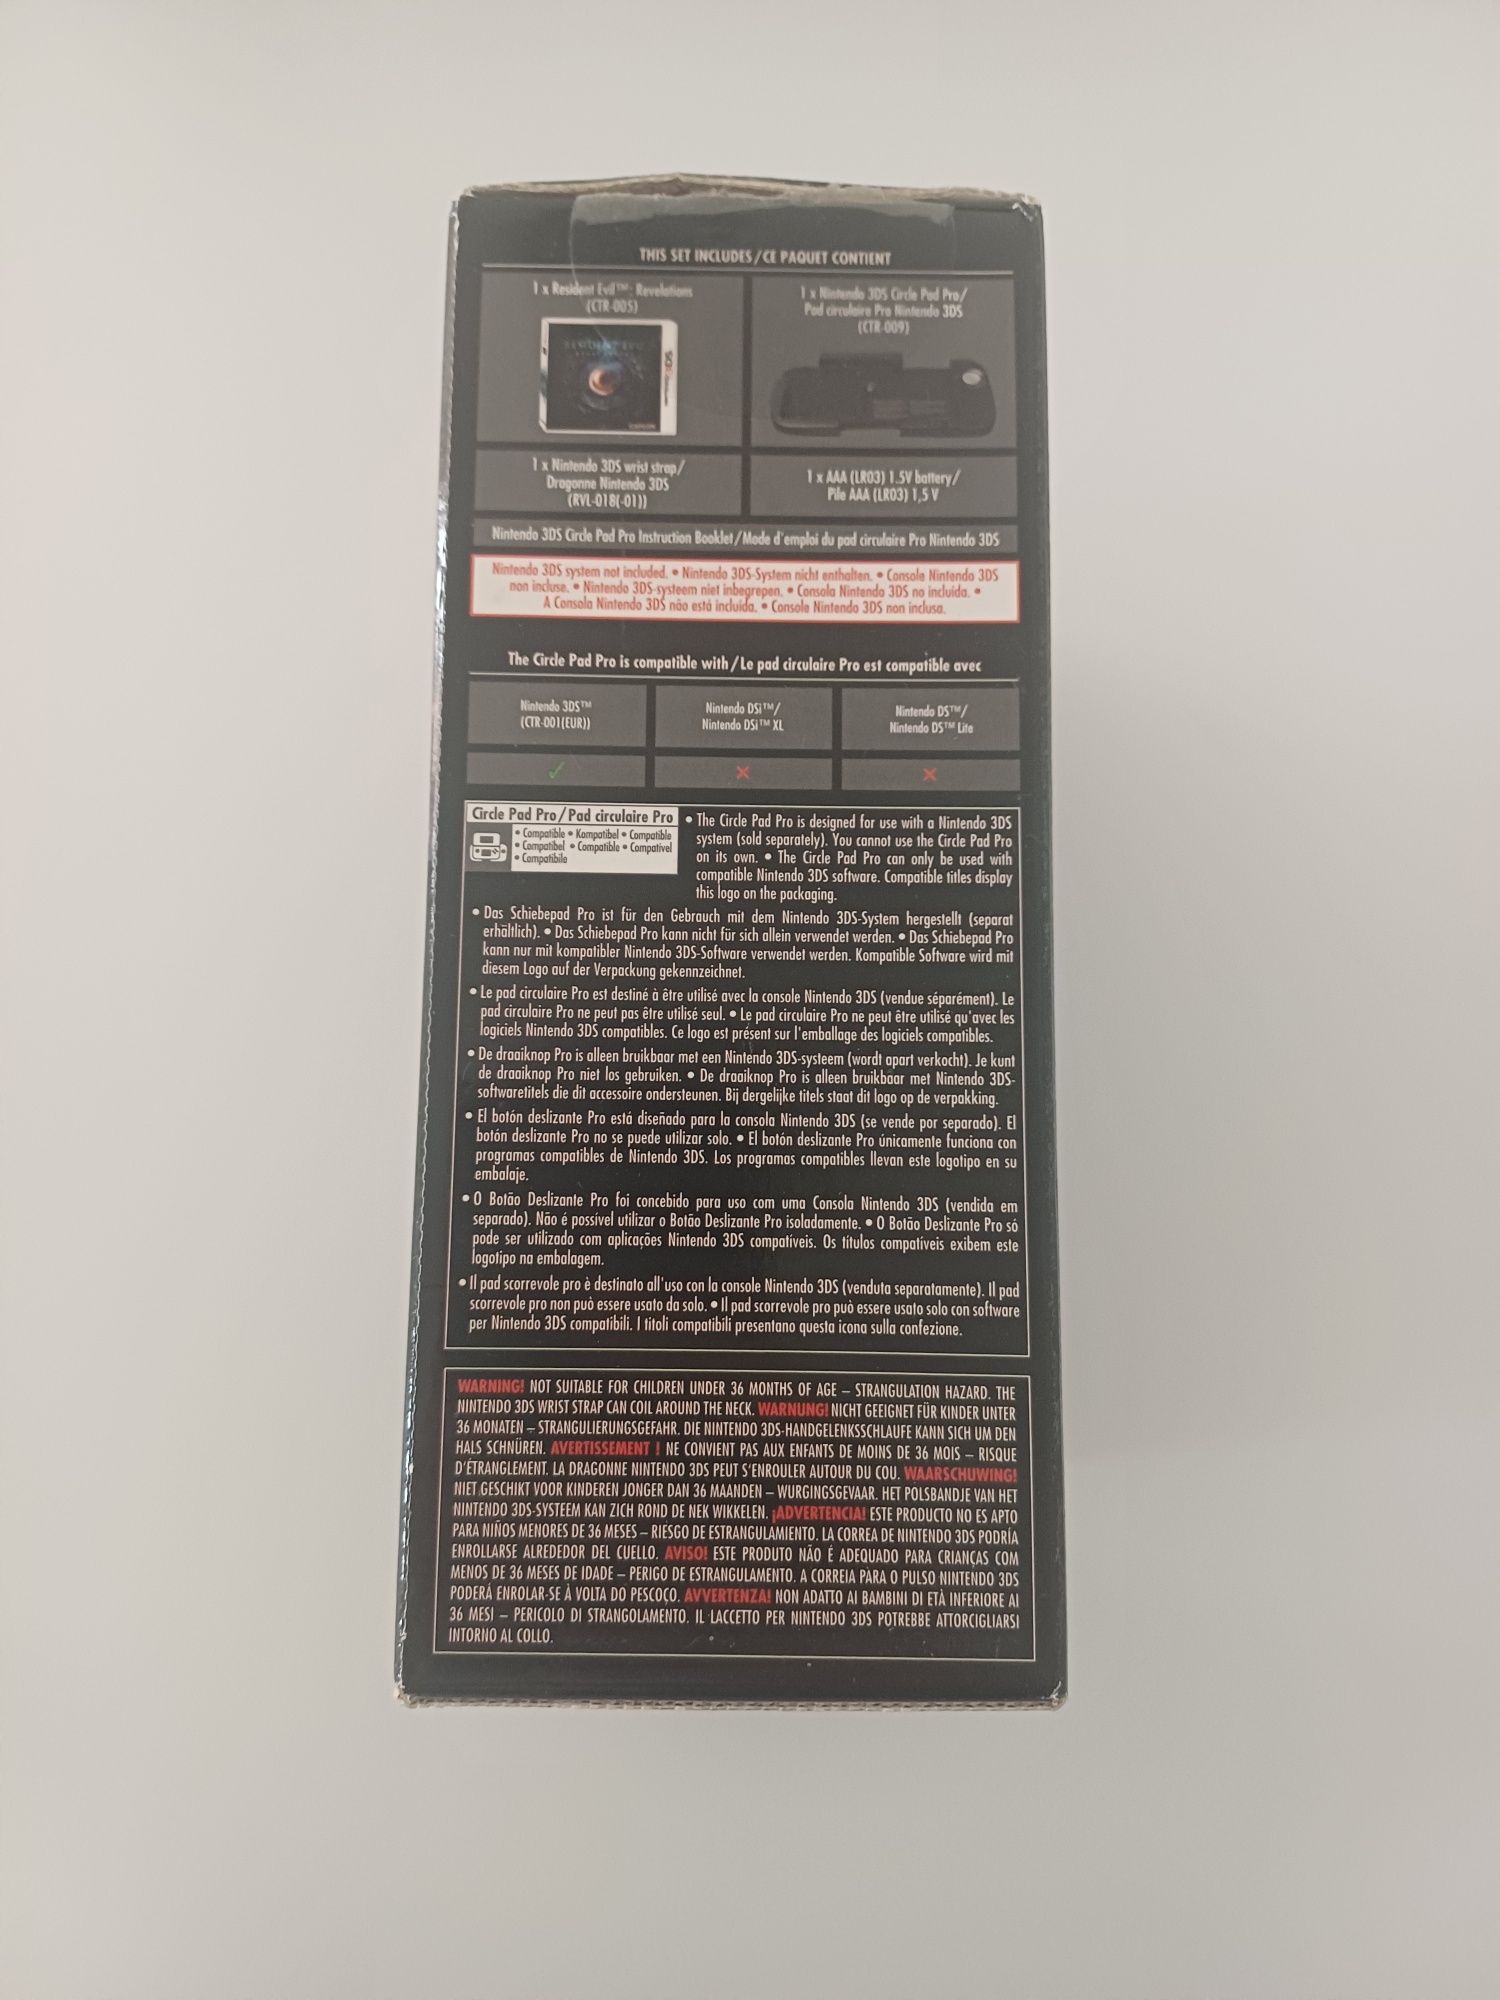 THIS SET INCLUDES/CE PAQUET CONTIENT
1 x Resident Evil™: Revelations
(CTR-005)
RESIDENT EVIL
1 x Nintendo 3DS Circle Pad Pro/
Pad circulaire Pro Nintendo 3DS
(CTR-009)
1 x Nintendo 3DS wrist strap/
Dragonne Nintendo 3DS
(RVL-018(-01))
1 x AAA (LR03) 1.5V battery/
Pile AAA (LR03) 1,5 V
Nintendo 3DS Circle Pad Pro Instruction Booklet/Mode d'emploi du pad circulaire Pro Nintendo 3DS
Nintendo 3DS system not included. • Nintendo 3DS-System nicht enthalten. • Console Nintendo 3DS
non incluse. • Nintendo 3DS-systeem niet inbegrepen. • Consola Nintendo 3DS no incluida. •
A Consola Nintendo 3DS não está incluída. • Console Nintendo 3DS non inclusa.
The Circle Pad Pro is compatible with/Le pad circulaire Pro est compatible avec
Nintendo 3DS™
(CTR-001(EUR))
Nintendo DSi™/
Nintendo DSi™ XL
Nintendo DS™/
Nintendo DS™ Lite
Circle Pad Pro/Pad circulaire Pro
• Compatible • Kompatibel • Compatible
• Compatibel • Compatible • Compatível
• Compatibile
• The Circle Pad Pro is designed for use with a Nintendo 3DS
system (sold separately). You cannot use the Circle Pad Pro
on its own. • The Circle Pad Pro can only be used with
compatible Nintendo 3DS software. Compatible titles display
this logo on the packaging.
• Das Schiebepad Pro ist für den Gebrauch mit dem Nintendo 3DS-System hergestellt (separat
erhältlich). • Das Schiebepad Pro kann nicht für sich allein verwendet werden. • Das Schiebepad Pro
kann nur mit kompatibler Nintendo 3DS-Software verwendet werden. Kompatible Software wird mit
diesem Logo auf der Verpackung gekennzeichnet.
• Le pad circulaire Pro est destiné à être utilisé avec la console Nintendo 3DS (vendue séparément). Le
pad circulaire Pro ne peut pas être utilisé seul. • Le pad circulaire Pro ne peut être utilisé qu'avec les
logiciels Nintendo 3DS compatibles. Ce logo est présent sur l'emballage des logiciels compatibles.
• De draaiknop Pro is alleen bruikbaar met een Nintendo 3DS-systeem (wordt apart verkocht). Je kunt
de draaiknop Pro niet los gebruiken. • De draaiknop Pro is alleen bruikbaar met Nintendo 3DS-
softwaretitels die dit accessoire ondersteunen. Bij dergelijke titels staat dit logo op de verpakking.
• El botón deslizante Pro está diseñado para la consola Nintendo 3DS (se vende por separado). El
botón deslizante Pro no se puede utilizar solo. • El botón deslizante Pro únicamente funciona con
programas compatibles de Nintendo 3DS. Los programas compatibles llevan este logotipo en su
embalaje.
• O Botão Deslizante Pro foi concebido para uso com uma Consola Nintendo 3DS (vendida em
separado). Não é possível utilizar o Botão Deslizante Pro isoladamente. • O Botão Deslizante Pro só
pode ser utilizado com aplicações Nintendo 3DS compatíveis. Os títulos compatíveis exibem este
logotipo na embalagem.
• Il pad scorrevole pro è destinato all'uso con la console Nintendo 3DS (venduta separatamente). Il pad
scorrevole pro non può essere usato da solo. • Il pad scorrevole pro può essere usato solo con software
per Nintendo 3DS compatibili. I titoli compatibili presentano questa icona sulla confezione.
WARNING! NOT SUITABLE FOR CHILDREN UNDER 36 MONTHS OF AGE – STRANGULATION HAZARD. THE
NINTENDO 3DS WRIST STRAP CAN COIL AROUND THE NECK. WARNUNG! NICHT GEEIGNET FÜR KINDER UNTER
36 MONATEN – STRANGULIERUNGSGEFAHR. DIE NINTENDO 3DS-HANDGELENKSSCHLAUFE KANN SICH UM DEN
HALS SCHNÜREN. AVERTISSEMENT ! NE CONVIENT PAS AUX ENFANTS DE MOINS DE 36 MOIS – RISQUE
D'ÉTRANGLEMENT. LA DRAGONNE NINTENDO 3DS PEUT S'ENROULER AUTOUR DU COU. WAARSCHUWING!
NIET GESCHIKT VOOR KINDEREN JONGER DAN 36 MAANDEN – WURGINGSGEVAAR. HET POLSBANDJE VAN HET
NINTENDO 3DS-SYSTEEM KAN ZICH ROND DE NEK WIKKELEN. ¡ADVERTENCIA! ESTE PRODUCTO NO ES APTO
PARA NIÑOS MENORES DE 36 MESES – RIESGO DE ESTRANGULAMIENTO. LA CORREA DE NINTENDO 3DS PODRÍA
ENROLLARSE ALREDEDOR DEL CUELLO. AVISO! ESTE PRODUTO NÃO É ADEQUADO PARA CRIANÇAS COM
MENOS DE 36 MESES DE IDADE – PERIGO DE ESTRANGULAMENTO. A CORREIA PARA O PULSO NINTENDO 3DS
PODERÁ ENROLAR-SE À VOLTA DO PESCOÇO. AVVERTENZA! NON ADATTO AI BAMBINI DI ETÀ INFERIORE AI
36 MESI – PERICOLO DI STRANGOLAMENTO. IL LACCETTO PER NINTENDO 3DS POTREBBE ATTORCIGLIARSI
INTORNO AL COLLO.